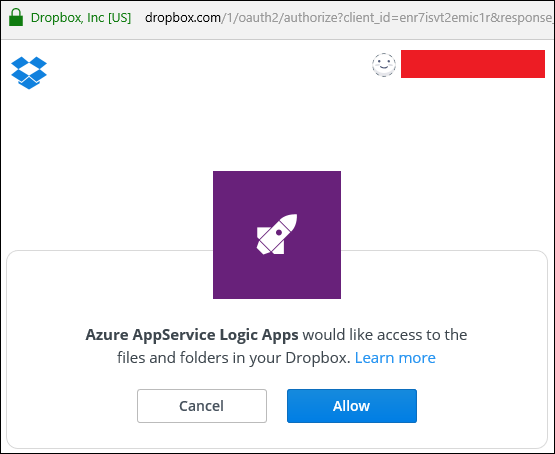 Dropbox, Inc [US] dropbox.com/1/oauth2/authorize?client_id=enr7isvt2emic1r&response_
Azure AppService Logic Apps would like access to the
files and folders in your Dropbox. Learn more
Cancel Allow